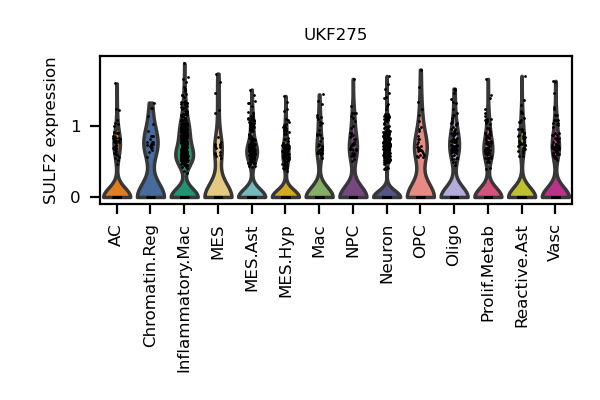 UKF275
SULF2 expression
1
0
AC
Chromatin.Reg
Inflammatory.Mac
MES
MES.Ast
MES.Hyp
Mac
NPC
Neuron
OPC
Oligo
Prolif.Metab
Reactive.Ast
Vasc